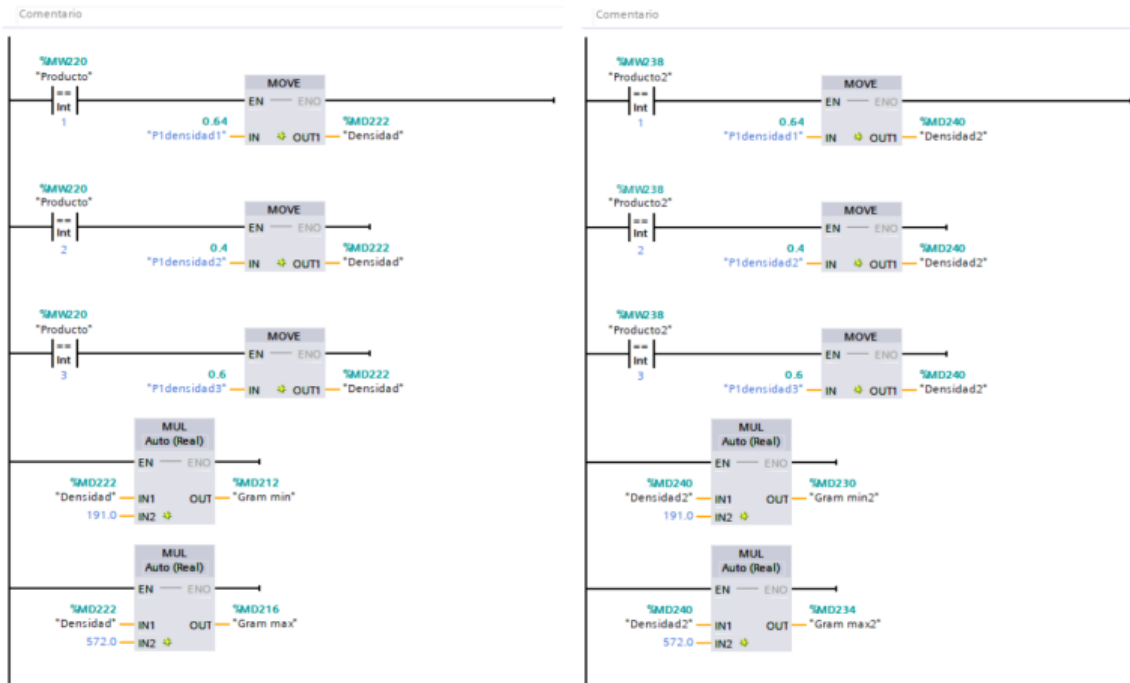 Comentario
%MW220
"Producto"
==
Int
1
MOVE
EN ENO
0.64
"P1densidad1" IN OUT1
%MD222
"Densidad"
%MW220
"Producto"
==
Int
2
MOVE
EN ENO
0.4
"P1densidad2" IN OUT1
%MD222
"Densidad"
%MW220
"Producto"
==
Int
3
MOVE
EN ENO
0.6
"P1densidad3" IN OUT1
%MD222
"Densidad"
MUL
Auto (Real)
EN ENO
%MD222
"Densidad" IN1 OUT
191.0 IN2
%MD212
"Gram min"
MUL
Auto (Real)
EN ENO
%MD222
"Densidad" IN1 OUT
572.0 IN2
%MD216
"Gram max"
Comentario
%MW238
"Producto2"
==
Int
1
MOVE
EN ENO
0.64
"P1densidad1" IN OUT1
%MD240
"Densidad2"
%MW238
"Producto2"
==
Int
2
MOVE
EN ENO
0.4
"P1densidad2" IN OUT1
%MD240
"Densidad2"
%MW238
"Producto2"
==
Int
3
MOVE
EN ENO
0.6
"P1densidad3" IN OUT1
%MD240
"Densidad2"
MUL
Auto (Real)
EN ENO
%MD240
"Densidad2" IN1 OUT
191.0 IN2
%MD230
"Gram min2"
MUL
Auto (Real)
EN ENO
%MD240
"Densidad2" IN1 OUT
572.0 IN2
%MD234
"Gram max2"